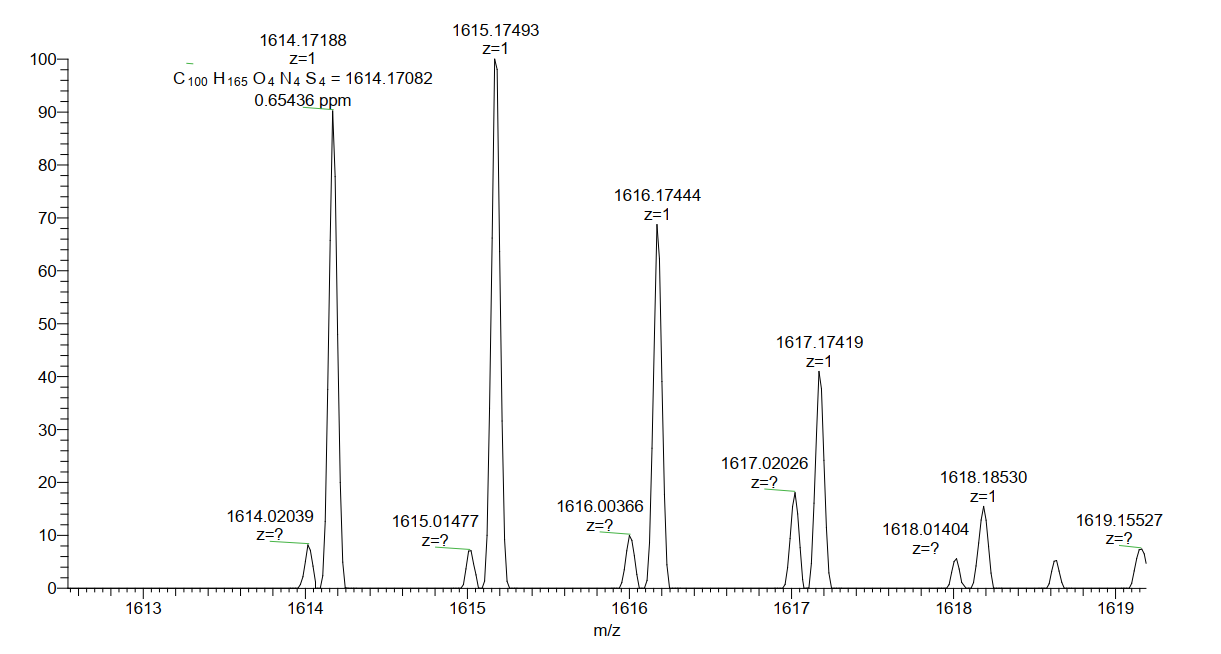 1615.17493
z=1
1614.17188
z=1
C100 H165 O4 N4 S4 = 1614.17082
0.65436 ppm
1616.17444
z=1
1617.17419
z=1
1617.02026
z=?
1618.18530
z=1
1616.00366
z=?
1614.02039
z=?
1615.01477
z=?
1618.01404
z=?
1619.15527
z=?
100
90
80
70
60
50
40
30
20
10
0
1613 1614 1615 1616 1617 1618 1619
m/z